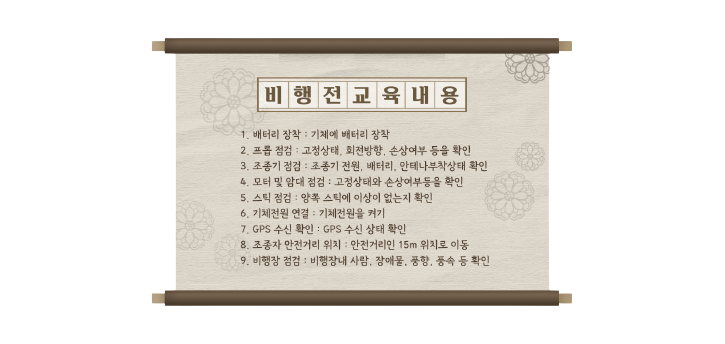 비행전교육내용
1. 배터리 장착 : 기체에 배터리 장착
2. 프롭 점검 : 고정상태, 회전방향, 손상여부 등을 확인
3. 조종기 점검 : 조종기 전원, 배터리, 안테나부착상태 확인
4. 모터 및 암대 점검 : 고정상태와 손상여부등을 확인
5. 스틱 점검 : 양쪽 스틱에 이상이 없는지 확인
6. 기체전원 연결 : 기체전원을 켜기
7. GPS 수신 확인 : GPS 수신 상태 확인
8. 조종자 안전거리 위치 : 안전거리인 15m 위치로 이동
9. 비행장 점검 : 비행장내 사람, 장애물, 풍향, 풍속 등 확인